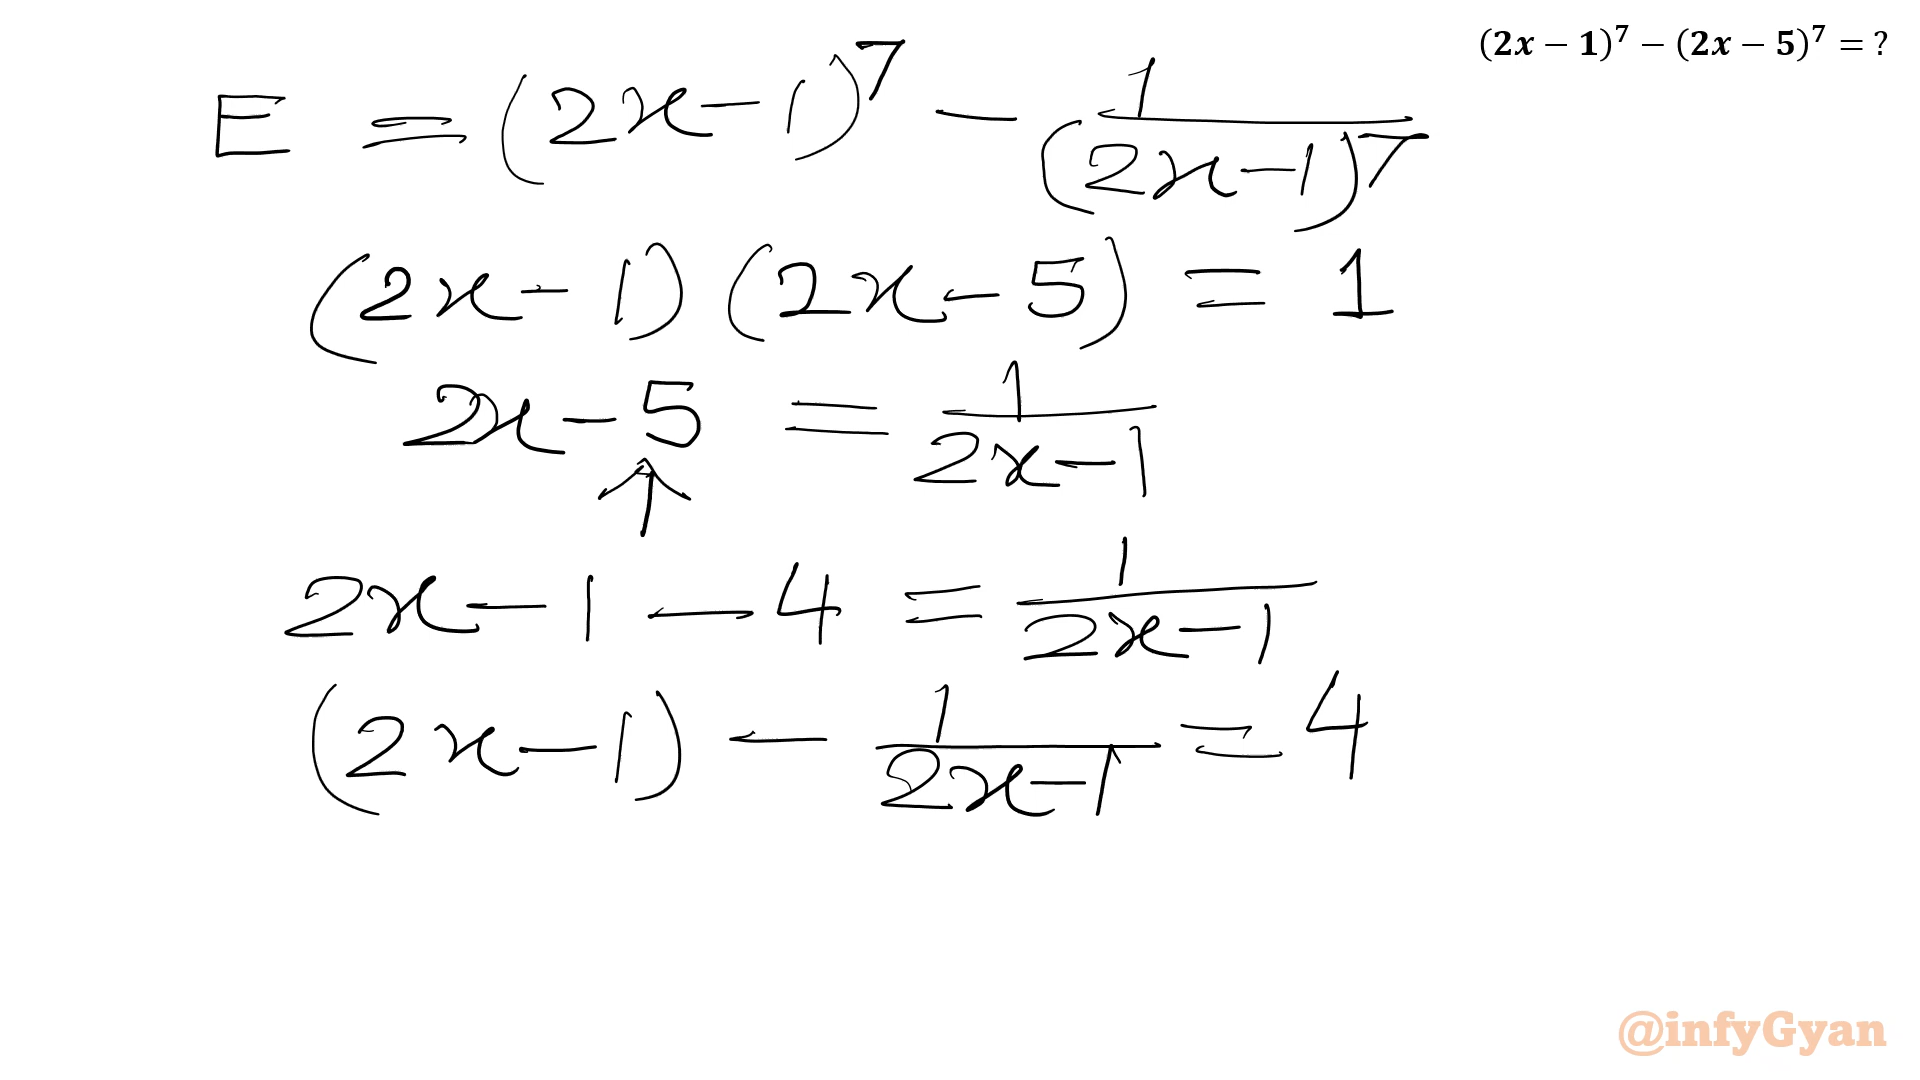 (2x − 1)⁷ − (2x − 5)⁷ = ?
E = (2x − 1)⁷ − 1/(2x − 1)⁷
(2x − 1)(2x − 5) = 1
2x − 5 = 1/(2x − 1)
↑
2x − 1 − 4 = 1/(2x − 1)
(2x − 1) − 1/(2x − 1) = 4
@infyGyan